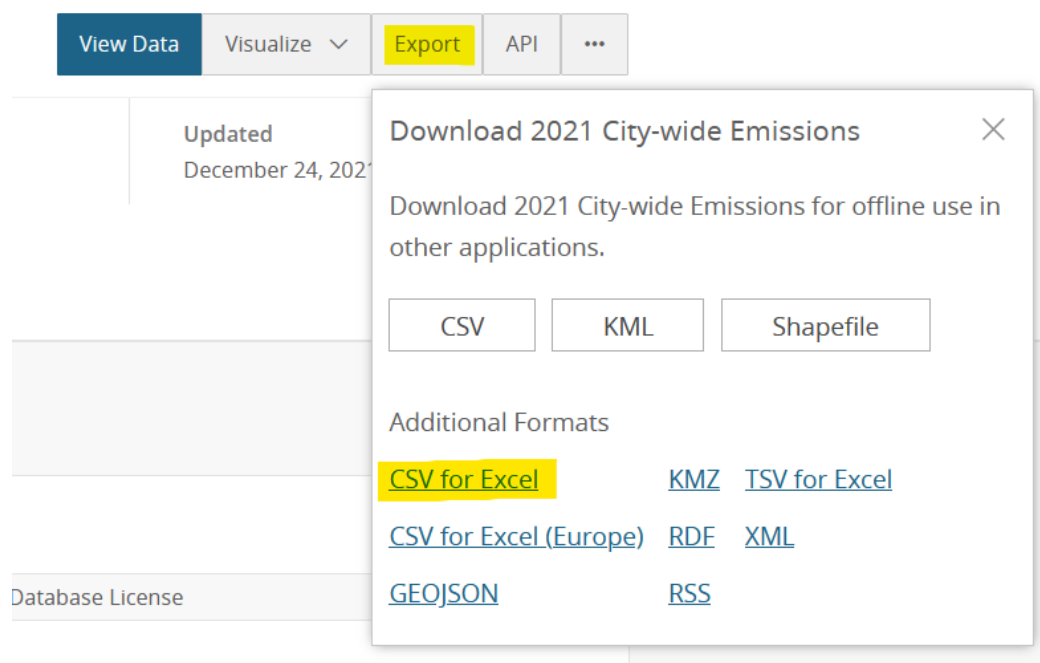 View Data Visualize Export API •••
Updated
December 24, 2021
Download 2021 City-wide Emissions
Download 2021 City-wide Emissions for offline use in
other applications.
CSV KML Shapefile
Additional Formats
CSV for Excel KMZ TSV for Excel
CSV for Excel (Europe) RDF XML
GEOJSON RSS
Database License